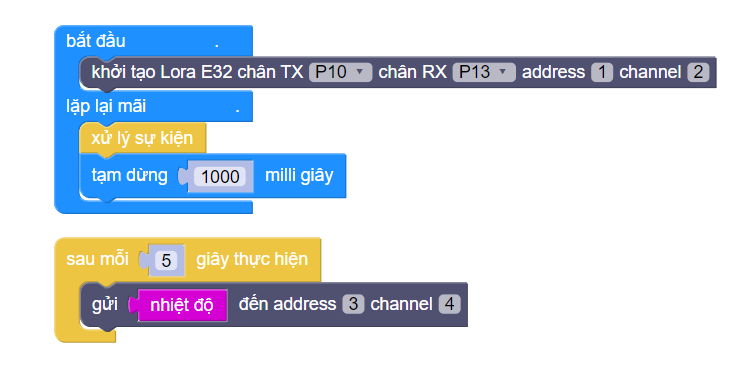 bắt đầu .
khởi tạo Lora E32 chân TX P10 chân RX P13 address 1 channel 2
lặp lại mãi .
xử lý sự kiện
tạm dừng 1000 milli giây
sau mỗi 5 giây thực hiện
gửi nhiệt độ đến address 3 channel 4